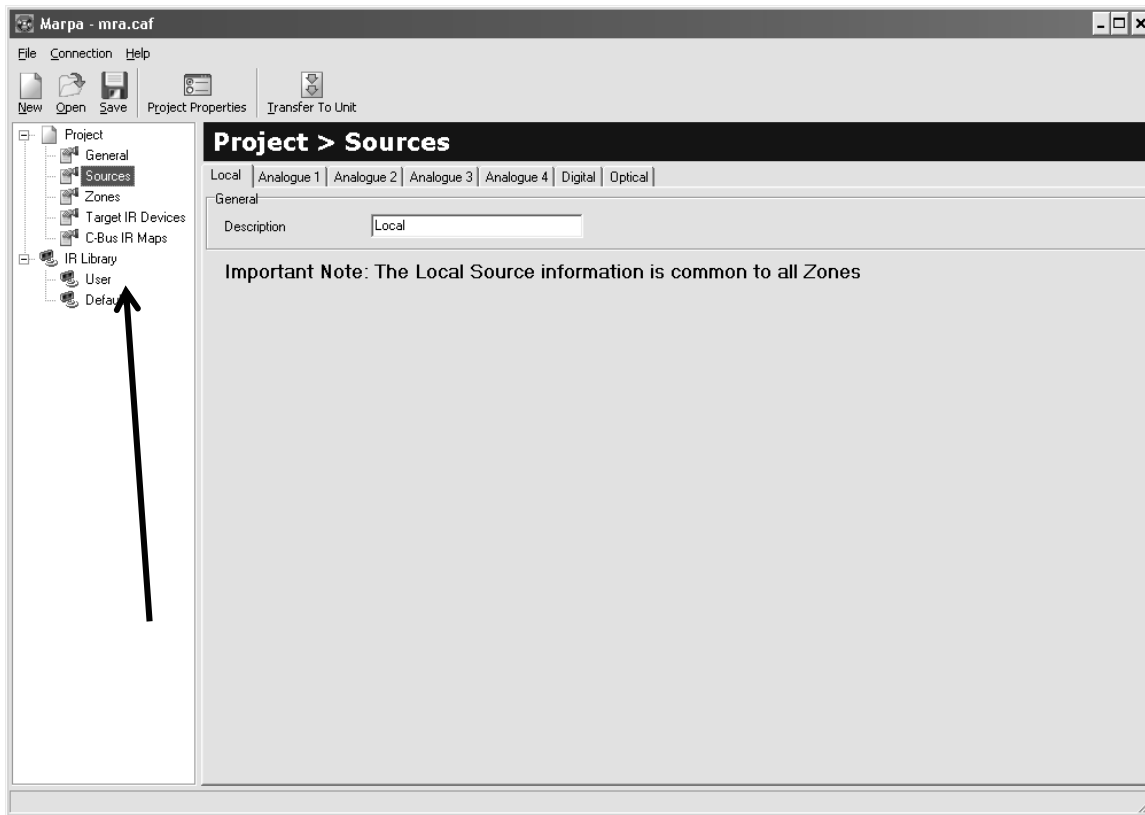 Marpa - mra.caf
File Connection Help
New Open Save Project Properties Transfer To Unit
Project
General
Sources
Zones
Target IR Devices
C-Bus IR Maps
IR Library
User
Project > Sources
Local Analogue 1 Analogue 2 Analogue 3 Analogue 4 Digital Optical
General
Description Local
Important Note: The Local Source information is common to all Zones